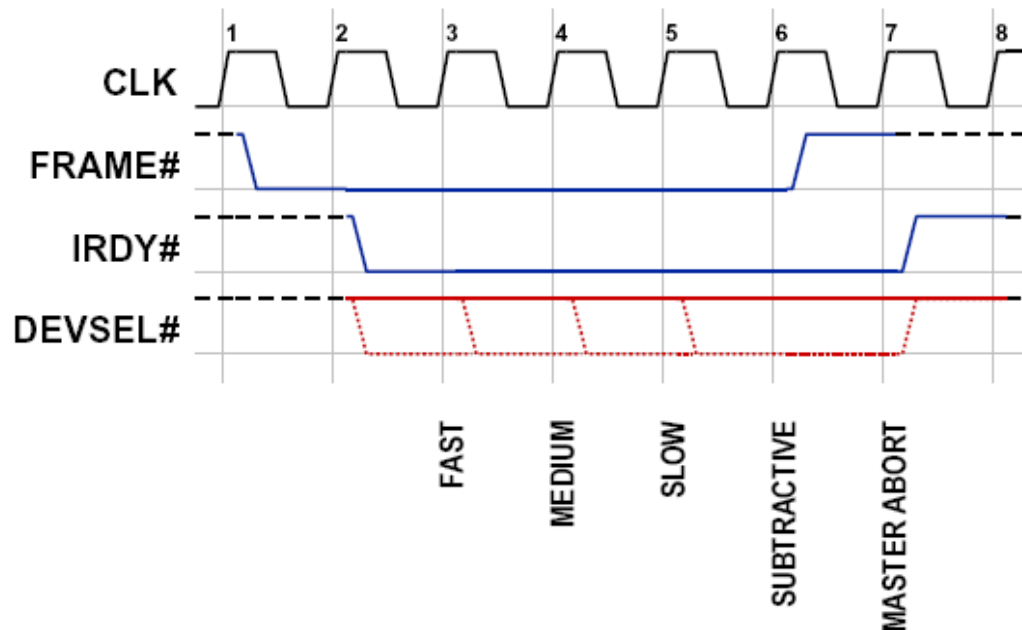 1 2 3 4 5 6 7 8
CLK
FRAME#
IRDY#
DEVSEL#
FAST
MEDIUM
SLOW
SUBTRACTIVE
MASTER ABORT